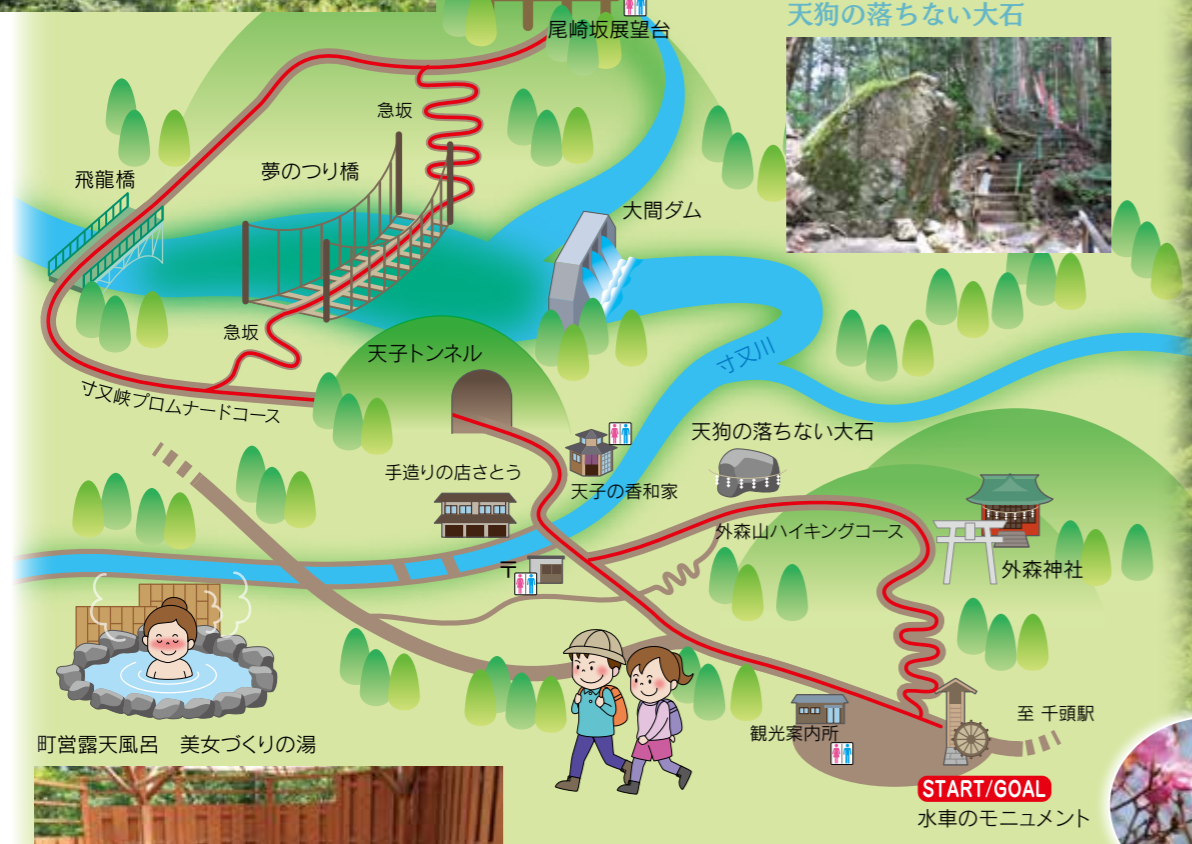 天狗の落ちない大石
尾崎坂展望台
急坂
夢のつり橋
飛龍橋
大間ダム
急坂
天子トンネル
寸又川
寸又峡プロムナードコース
天狗の落ちない大石
手造りの店さとう
天子の香和家
外森山ハイキングコース
〒
外森神社
至 千頭駅
観光案内所
町営露天風呂 美女づくりの湯
START/GOAL
水車のモニュメント